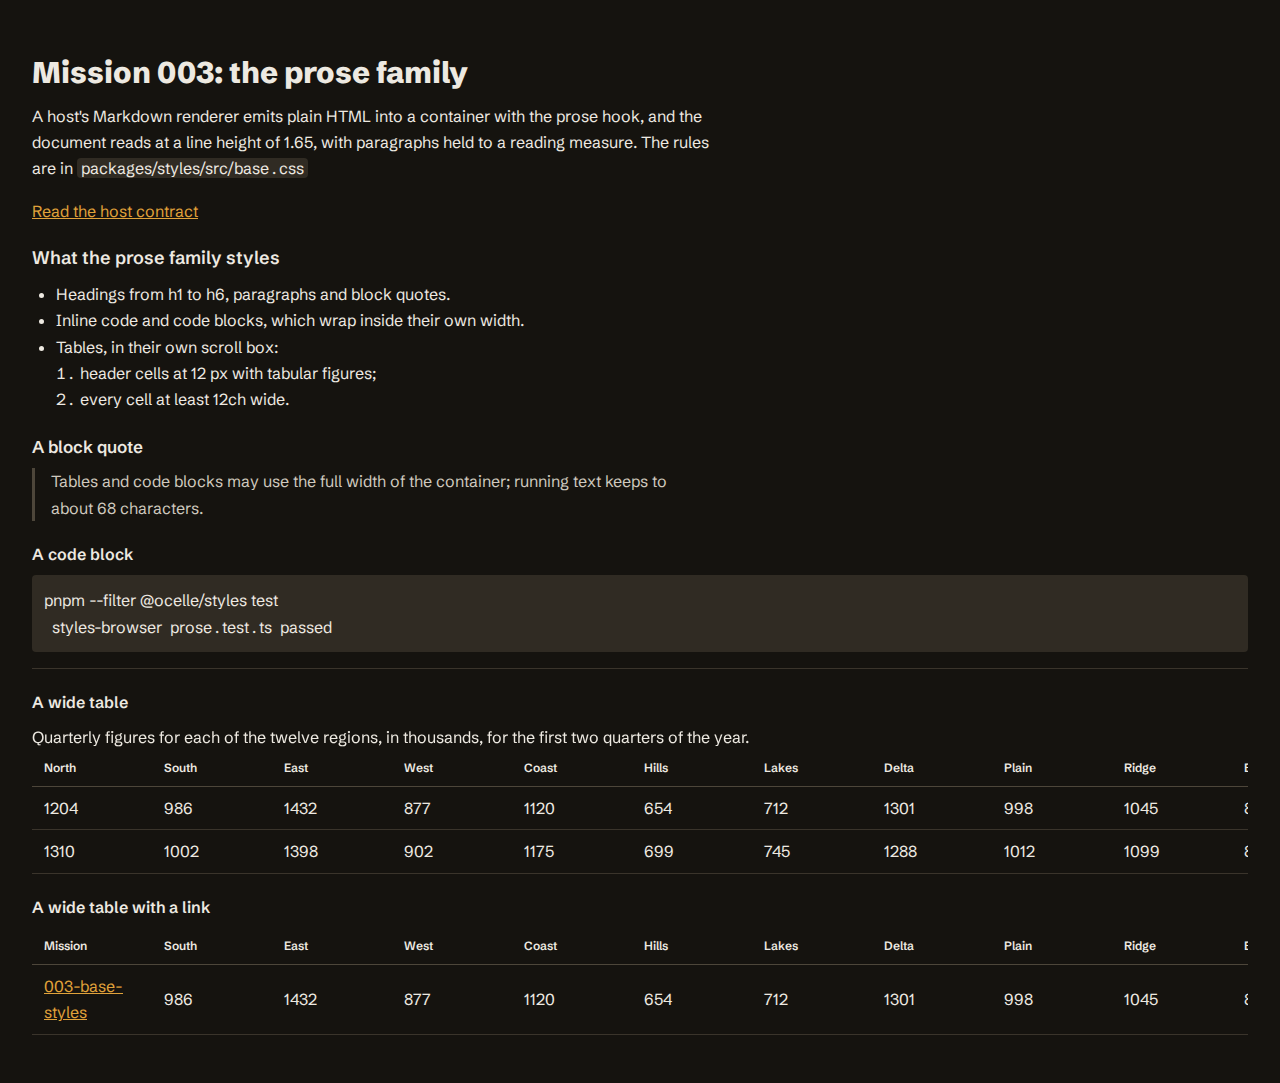 Mission 003: the prose family
A host's Markdown renderer emits plain HTML into a container with the prose hook, and the
document reads at a line height of 1.65, with paragraphs held to a reading measure. The rules
are in packages/styles/src/base.css
Read the host contract
What the prose family styles
• Headings from h1 to h6, paragraphs and block quotes.
• Inline code and code blocks, which wrap inside their own width.
• Tables, in their own scroll box:
1. header cells at 12 px with tabular figures;
2. every cell at least 12ch wide.
A block quote
Tables and code blocks may use the full width of the container; running text keeps to
about 68 characters.
A code block
pnpm --filter @ocelle/styles test
styles-browser prose.test.ts passed
A wide table
Quarterly figures for each of the twelve regions, in thousands, for the first two quarters of the year.
North South East West Coast Hills Lakes Delta Plain Ridge
1204 986 1432 877 1120 654 712 1301 998 1045
1310 1002 1398 902 1175 699 745 1288 1012 1099
A wide table with a link
Mission South East West Coast Hills Lakes Delta Plain Ridge
003-base-
styles 986 1432 877 1120 654 712 1301 998 1045